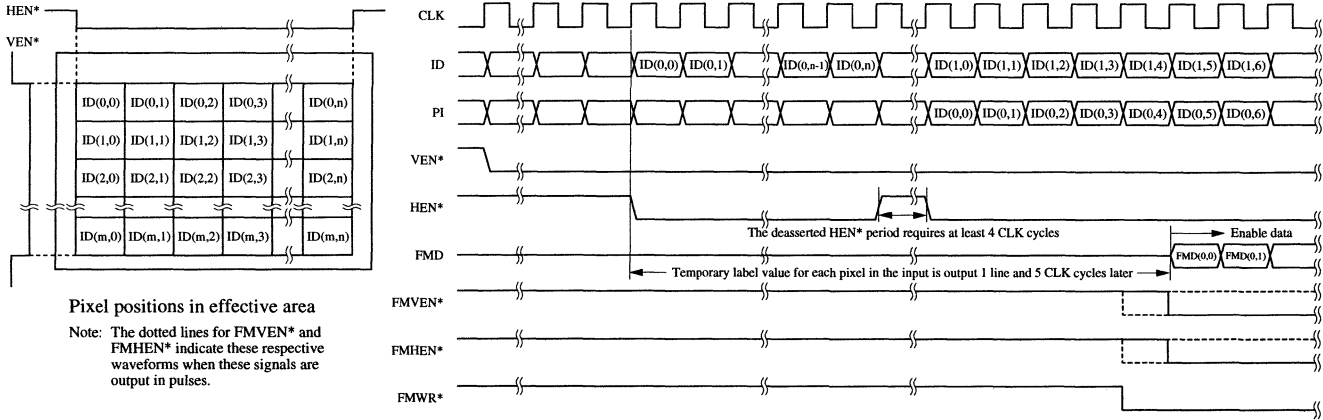 HEN*
VEN*
ID(0,0) ID(0,1) ID(0,2) ID(0,3) ID(0,n)
ID(1,0) ID(1,1) ID(1,2) ID(1,3) ID(1,n)
ID(2,0) ID(2,1) ID(2,2) ID(2,3) ID(2,n)
ID(m,0) ID(m,1) ID(m,2) ID(m,3) ID(m,n)
Pixel positions in effective area
Note: The dotted lines for FMVEN* and
FMHEN* indicate these respective
waveforms when these signals are
output in pulses.
CLK
ID ID(0,0) ID(0,1) ID(0,n-1) ID(0,n) ID(1,0) ID(1,1) ID(1,2) ID(1,3) ID(1,4) ID(1,5) ID(1,6)
PI ID(0,0) ID(0,1) ID(0,2) ID(0,3) ID(0,4) ID(0,5) ID(0,6)
VEN*
HEN*
The deasserted HEN* period requires at least 4 CLK cycles
Enable data
FMD FMD(0,0) FMD(0,1)
Temporary label value for each pixel in the input is output 1 line and 5 CLK cycles later
FMVEN*
FMHEN*
FMWR*